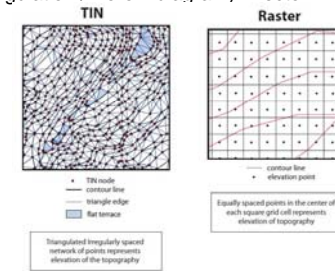 TIN
Raster
TIN node
contour line
triangle edge
flat terrace
contour line
elevation point
Triangulated Irregularly spaced
network of points represents
elevation of the topography
Equally spaced points in the center of
each square grid cell represents
elevation of topography